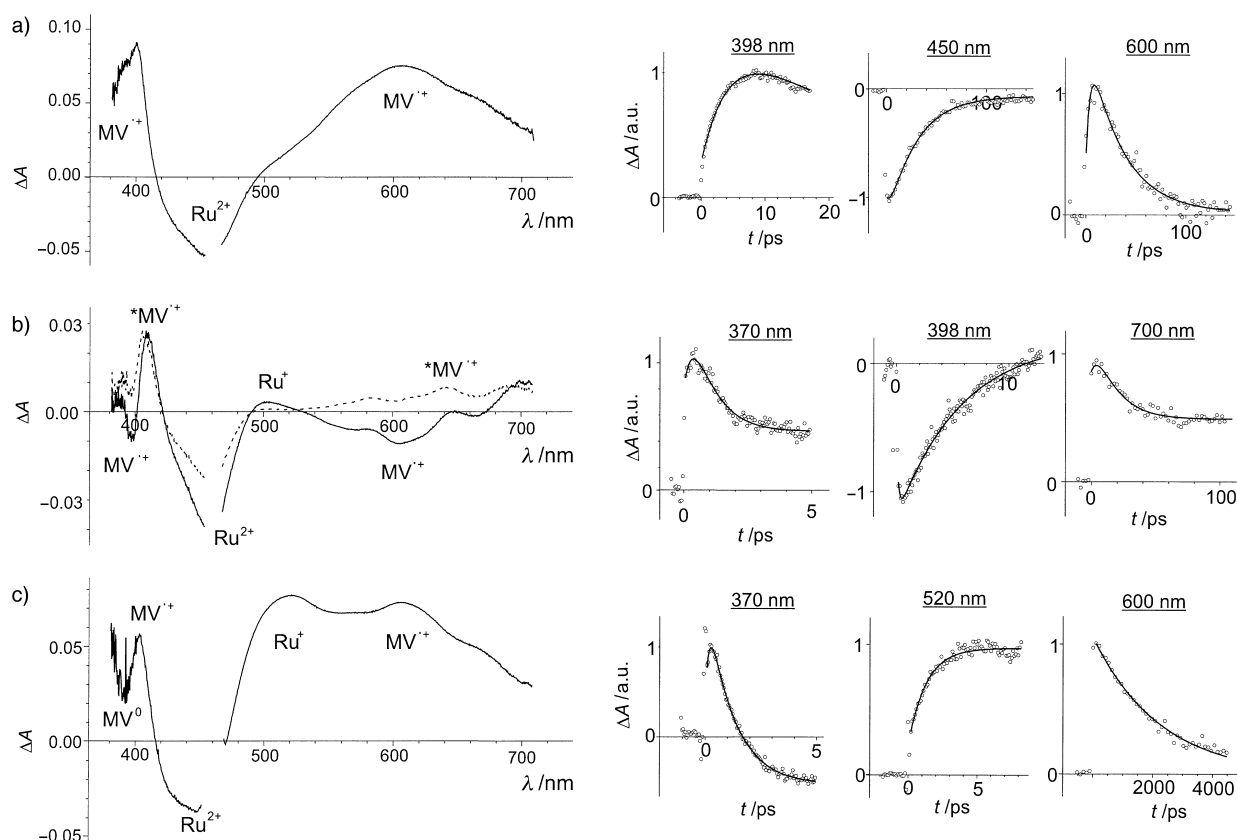 a)
0.10
0.05
0.00
−0.05
ΔA
MV·+
Ru2+
MV·+
400
500
600
700
λ /nm
398 nm
1
0
ΔA / a.u.
0
10
20
t /ps
450 nm
0
−1
0
100
600 nm
1
0
0
100
t /ps
b)
0.03
0.00
−0.03
ΔA
*MV·+
Ru+
*MV·+
MV·+
Ru2+
MV·+
400
500
600
700
λ /nm
370 nm
1
0
ΔA / a.u.
0
5
t /ps
398 nm
0
−1
0
10
700 nm
1
0
0
100
t /ps
c)
0.05
0.00
−0.05
ΔA
MV·+
MV0
Ru+
MV·+
Ru2+
400
500
600
700
λ /nm
370 nm
1
0
ΔA / a.u.
0
5
t /ps
520 nm
1
0
0
5
t /ps
600 nm
1
0
2000
4000
t /ps